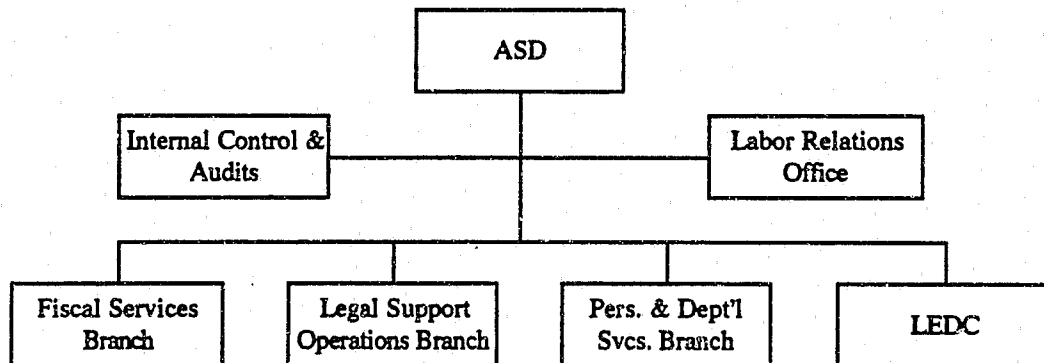 ASD
Internal Control &
Audits
Labor Relations
Office
Fiscal Services
Branch
Legal Support
Operations Branch
Pers. & Dept'l
Svcs. Branch
LEDC